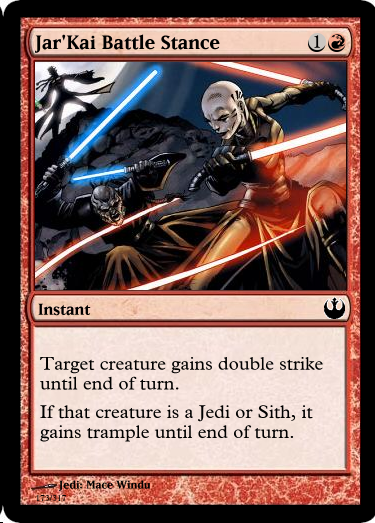 Jar'Kai Battle Stance 1
Instant
Target creature gains double strike
until end of turn.
If that creature is a Jedi or Sith, it
gains trample until end of turn.
Jedi: Mace Windu